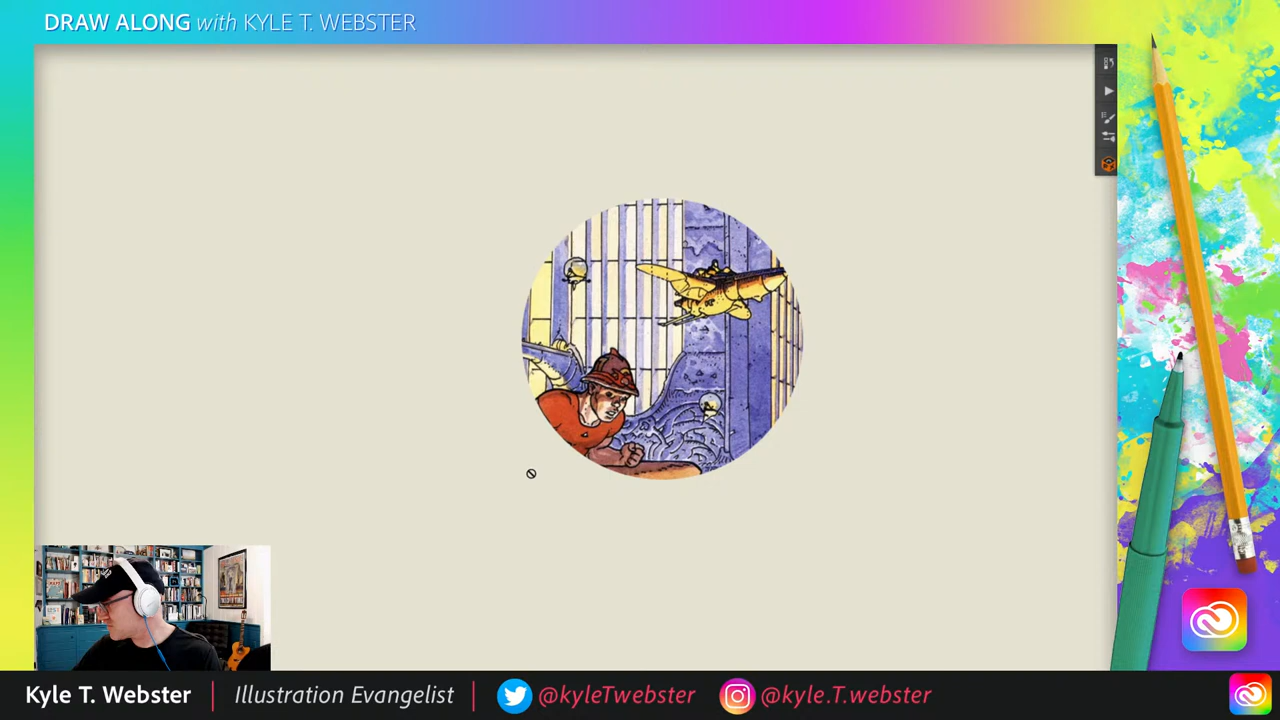 DRAW ALONG with KYLE T. WEBSTER
Kyle T. Webster | Illustration Evangelist | @kyleTwebster @kyle.T.webster